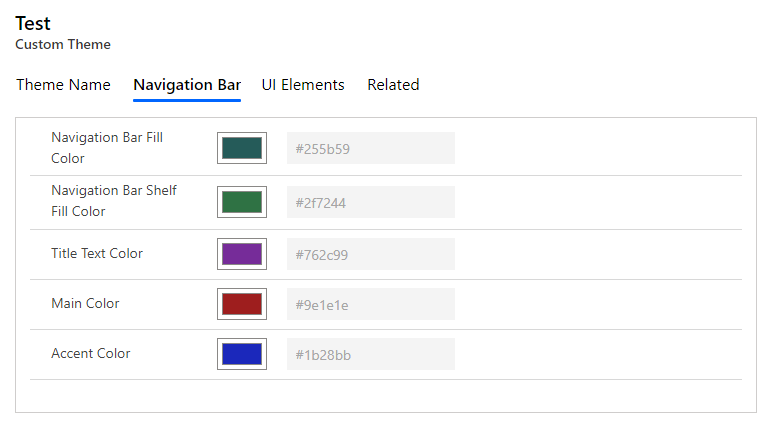 Test
Custom Theme
Theme Name Navigation Bar UI Elements Related
Navigation Bar Fill
Color
#255b59
Navigation Bar Shelf
Fill Color
#2f7244
Title Text Color
#762c99
Main Color
#9e1e1e
Accent Color
#1b28bb